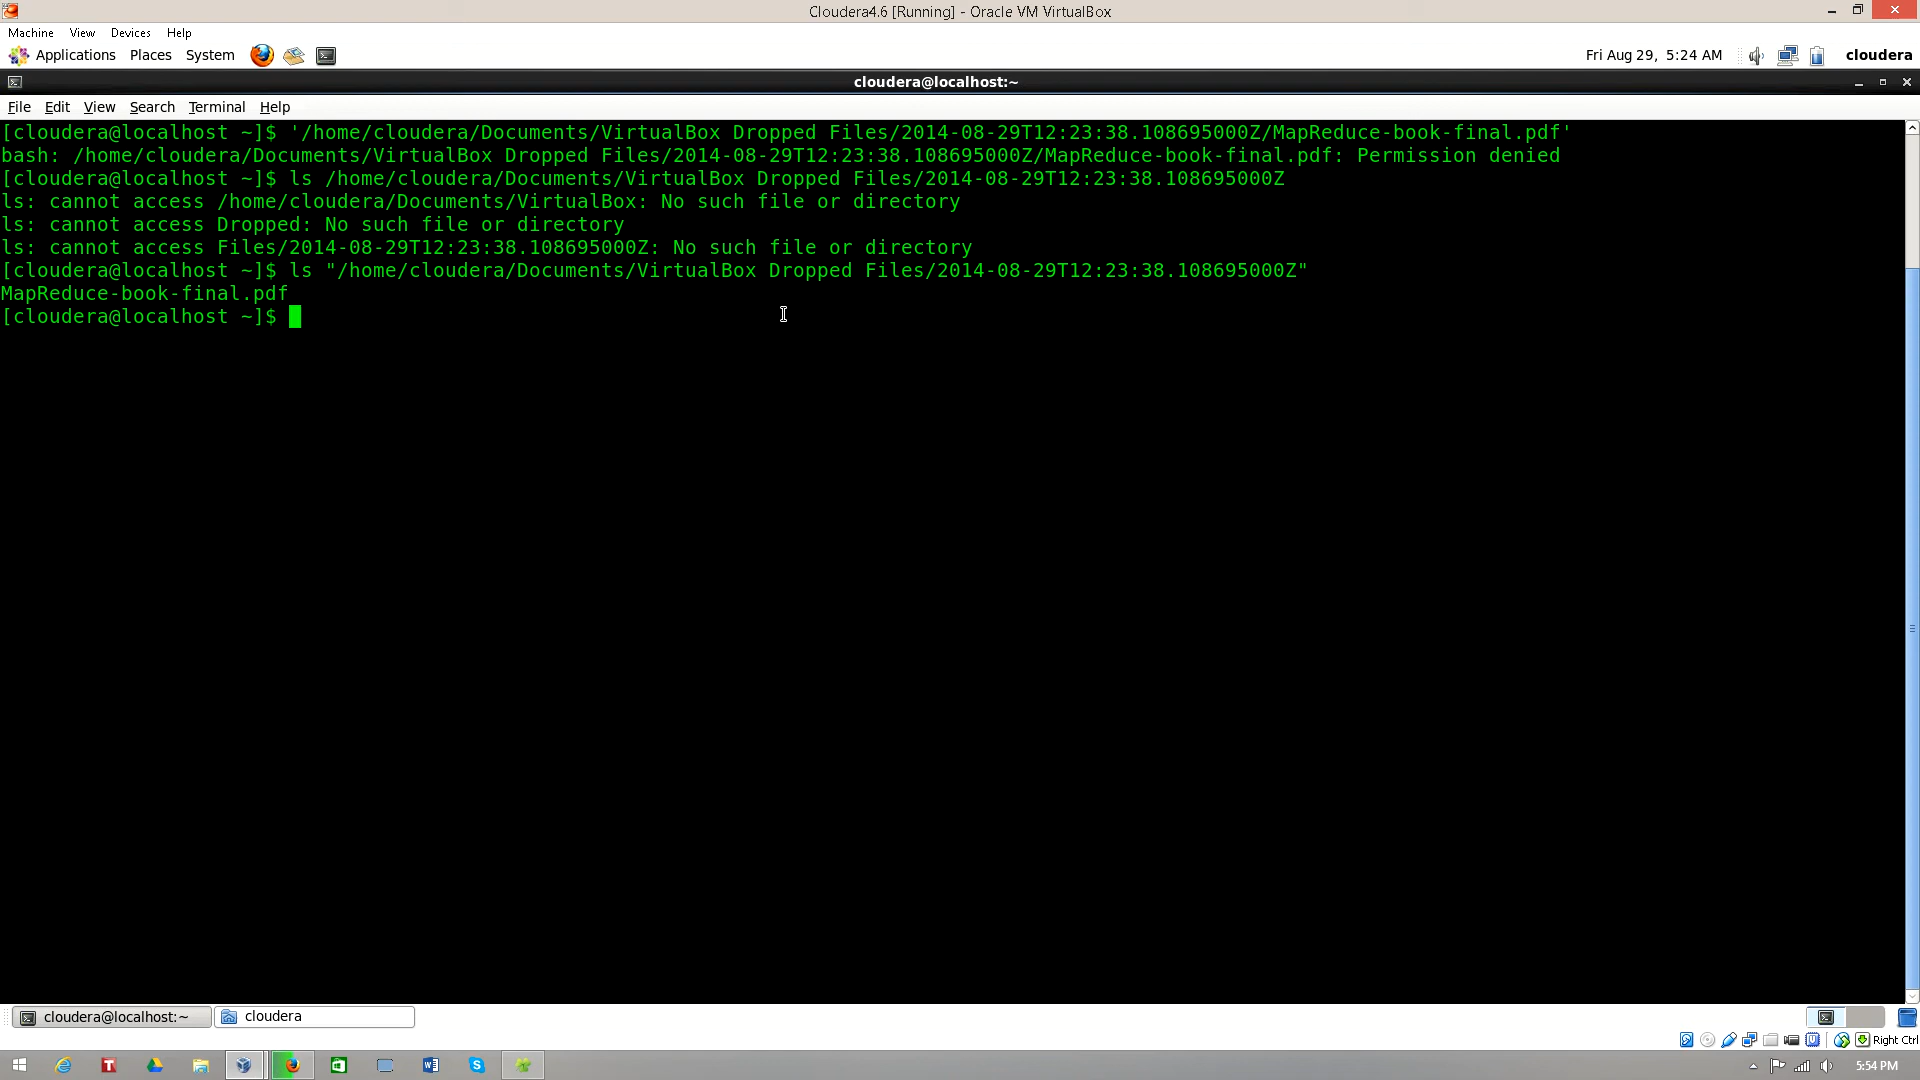 Cloudera4.6 [Running] - Oracle VM VirtualBox
Machine View Devices Help
Applications Places System Fri Aug 29, 5:24 AM cloudera
cloudera@localhost:~
File Edit View Search Terminal Help
[cloudera@localhost ~]$ '/home/cloudera/Documents/VirtualBox Dropped Files/2014-08-29T12:23:38.108695000Z/MapReduce-book-final.pdf'
bash: /home/cloudera/Documents/VirtualBox Dropped Files/2014-08-29T12:23:38.108695000Z/MapReduce-book-final.pdf: Permission denied
[cloudera@localhost ~]$ ls /home/cloudera/Documents/VirtualBox Dropped Files/2014-08-29T12:23:38.108695000Z
ls: cannot access /home/cloudera/Documents/VirtualBox: No such file or directory
ls: cannot access Dropped: No such file or directory
ls: cannot access Files/2014-08-29T12:23:38.108695000Z: No such file or directory
[cloudera@localhost ~]$ ls "/home/cloudera/Documents/VirtualBox Dropped Files/2014-08-29T12:23:38.108695000Z"
MapReduce-book-final.pdf
[cloudera@localhost ~]$
cloudera@localhost:~ cloudera
Right Ctrl
5:54 PM